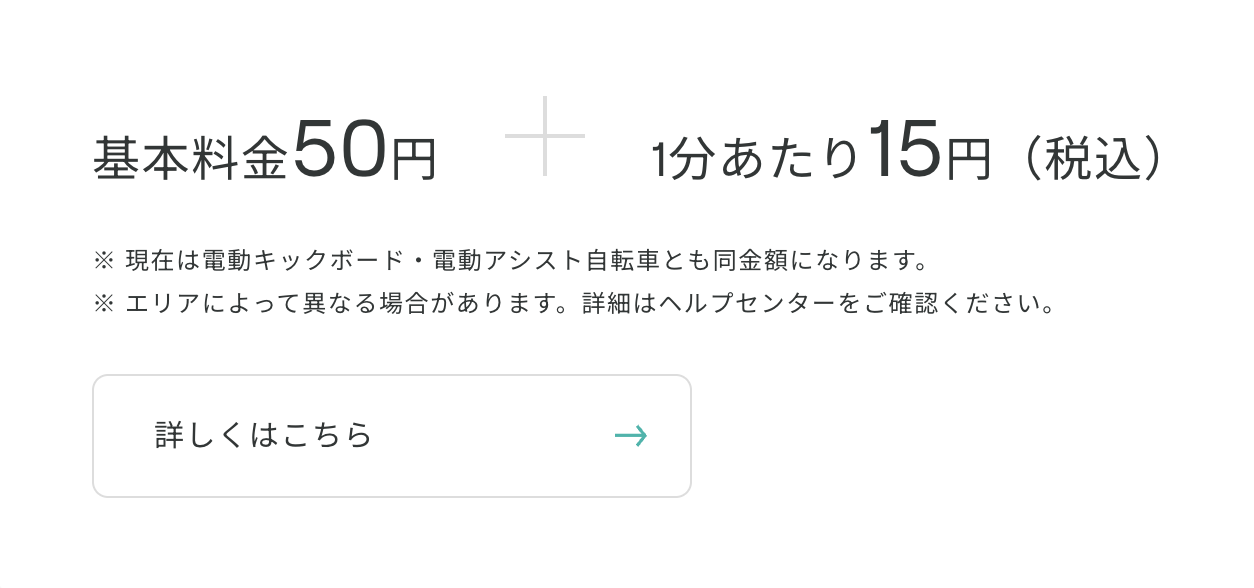 基本料金50円 + 1分あたり15円（税込）
※ 現在は電動キックボード・電動アシスト自転車とも同金額になります。
※ エリアによって異なる場合があります。詳細はヘルプセンターをご確認ください。
詳しくはこちら →